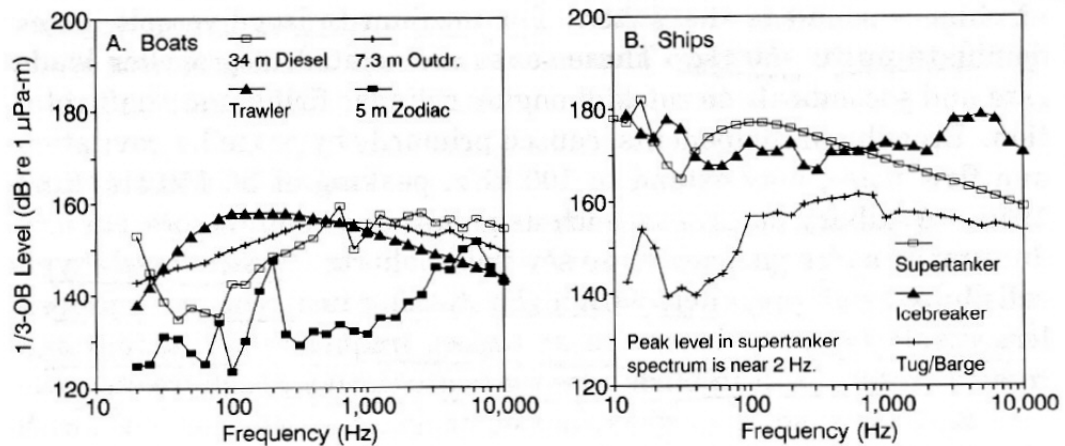 1/3-OB Level (dB re 1 µPa-m)
200
180
160
140
120
A. Boats
34 m Diesel
7.3 m Outdr.
Trawler
5 m Zodiac
10
100
1,000
10,000
Frequency (Hz)
200
180
160
140
120
B. Ships
Supertanker
Icebreaker
Tug/Barge
Peak level in supertanker
spectrum is near 2 Hz.
10
100
1,000
10,000
Frequency (Hz)